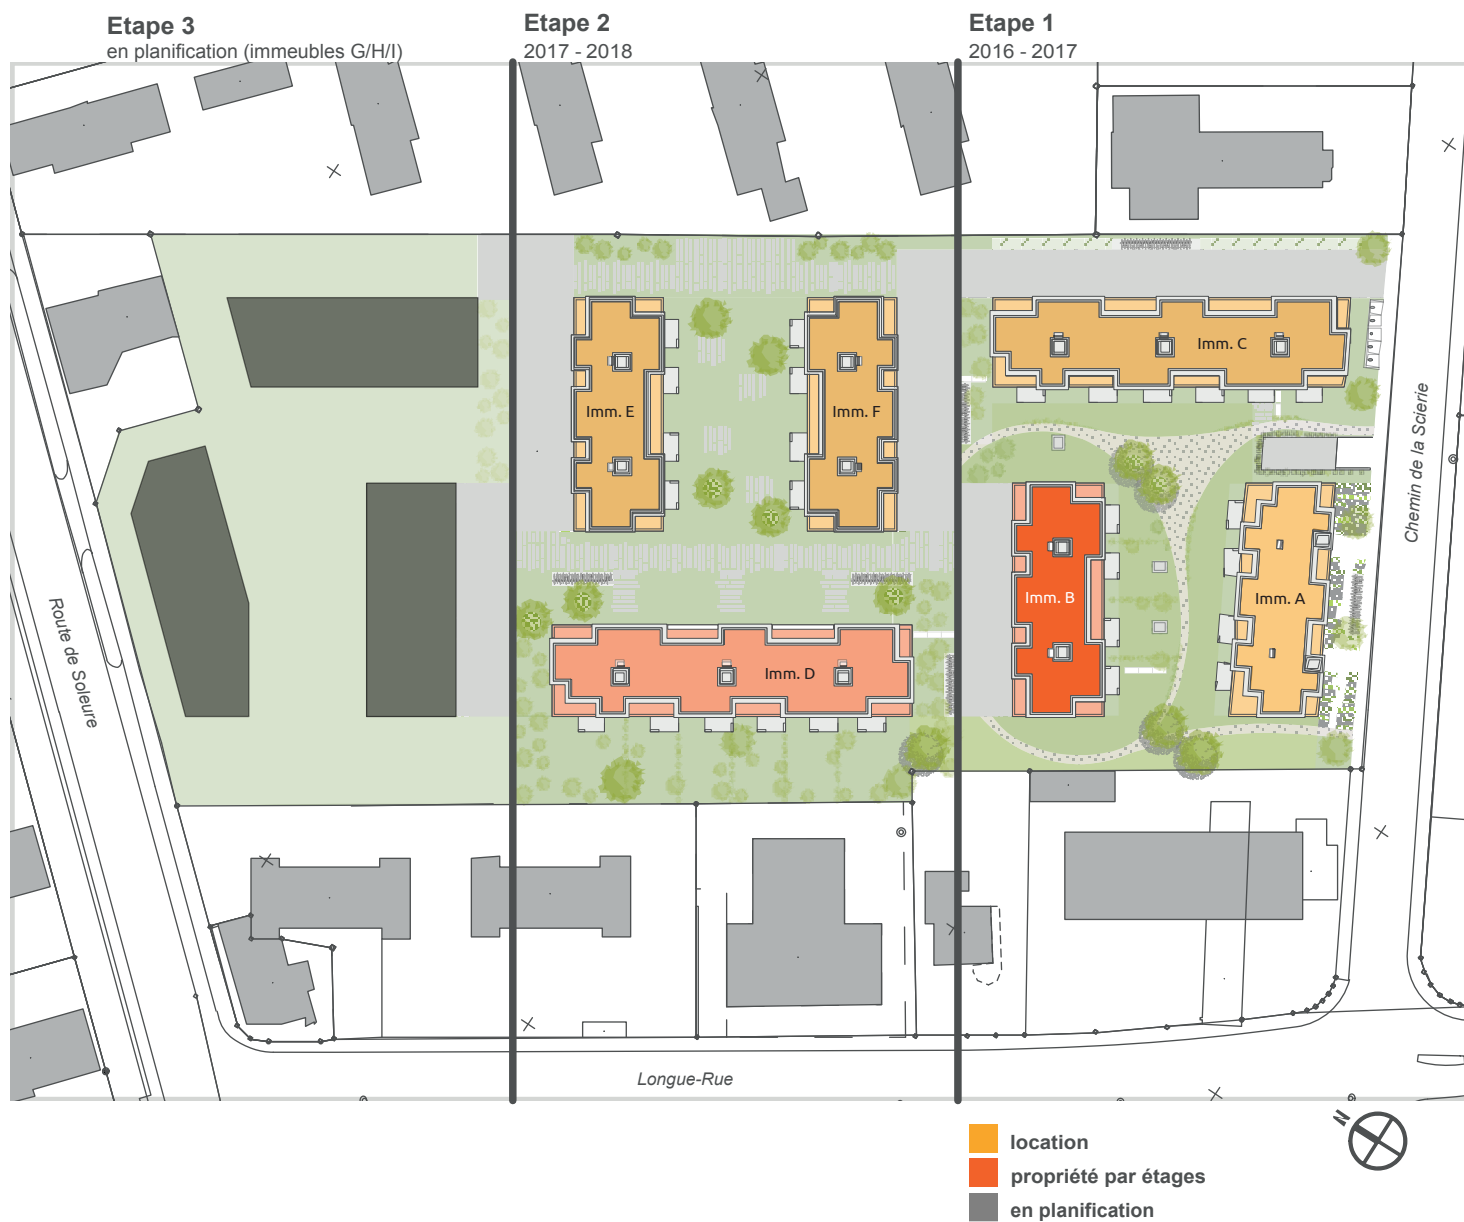 Etape 3
en planification (immeubles G/H/I)
Etape 2
2017 - 2018
Etape 1
2016 - 2017
Imm. C
Imm. E
Imm. F
Imm. B
Imm. A
Imm. D
Chemin de la Scierie
Route de Soleure
Longue-Rue
N
location
propriété par étages
en planification